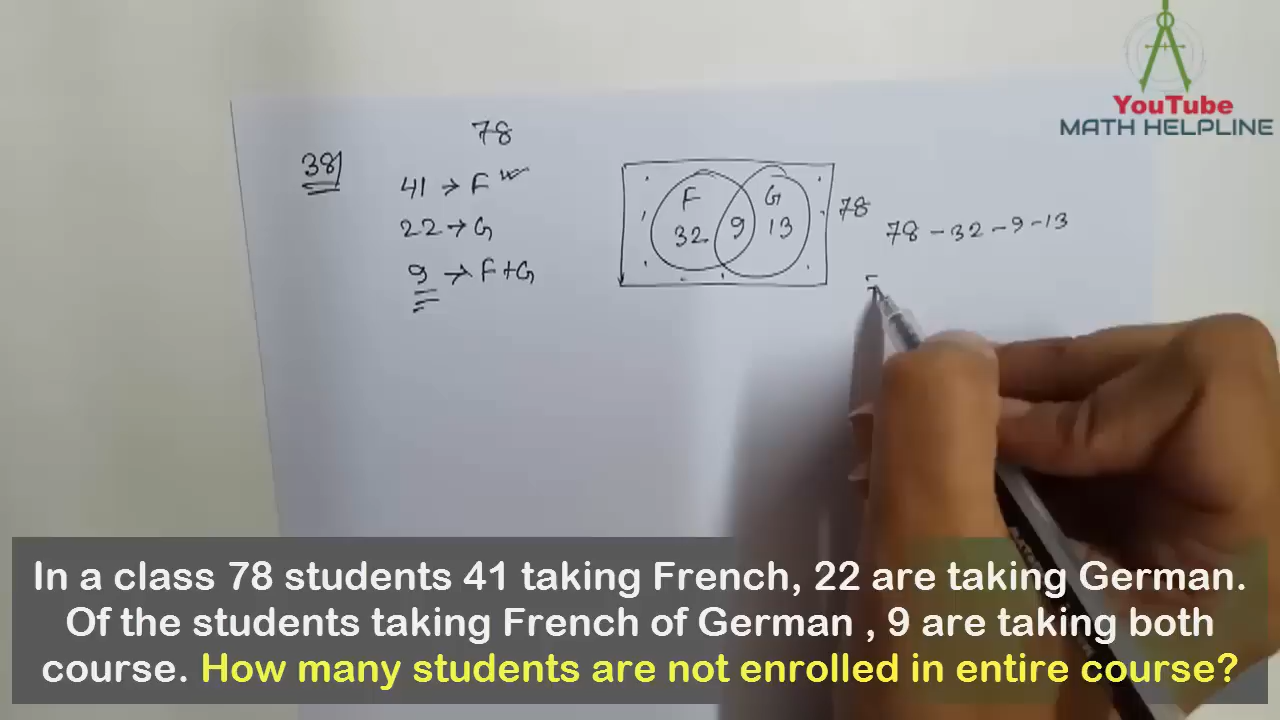 YouTube
MATH HELPLINE
78
38)
41 → F
22 → G
9 → F+G
F G
32 9 13
78
78 - 32 - 9 - 13
In a class 78 students 41 taking French, 22 are taking German.
Of the students taking French of German , 9 are taking both
course. How many students are not enrolled in entire course?